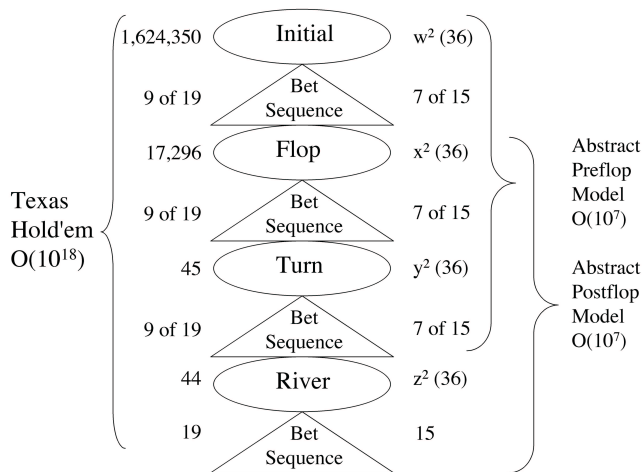 1,624,350 Initial w² (36)
9 of 19 Bet Sequence 7 of 15
17,296 Flop x² (36)
9 of 19 Bet Sequence 7 of 15
45 Turn y² (36)
9 of 19 Bet Sequence 7 of 15
44 River z² (36)
19 Bet Sequence 15
Texas
Hold'em
O(10¹⁸)
Abstract
Preflop
Model
O(10⁷)
Abstract
Postflop
Model
O(10⁷)